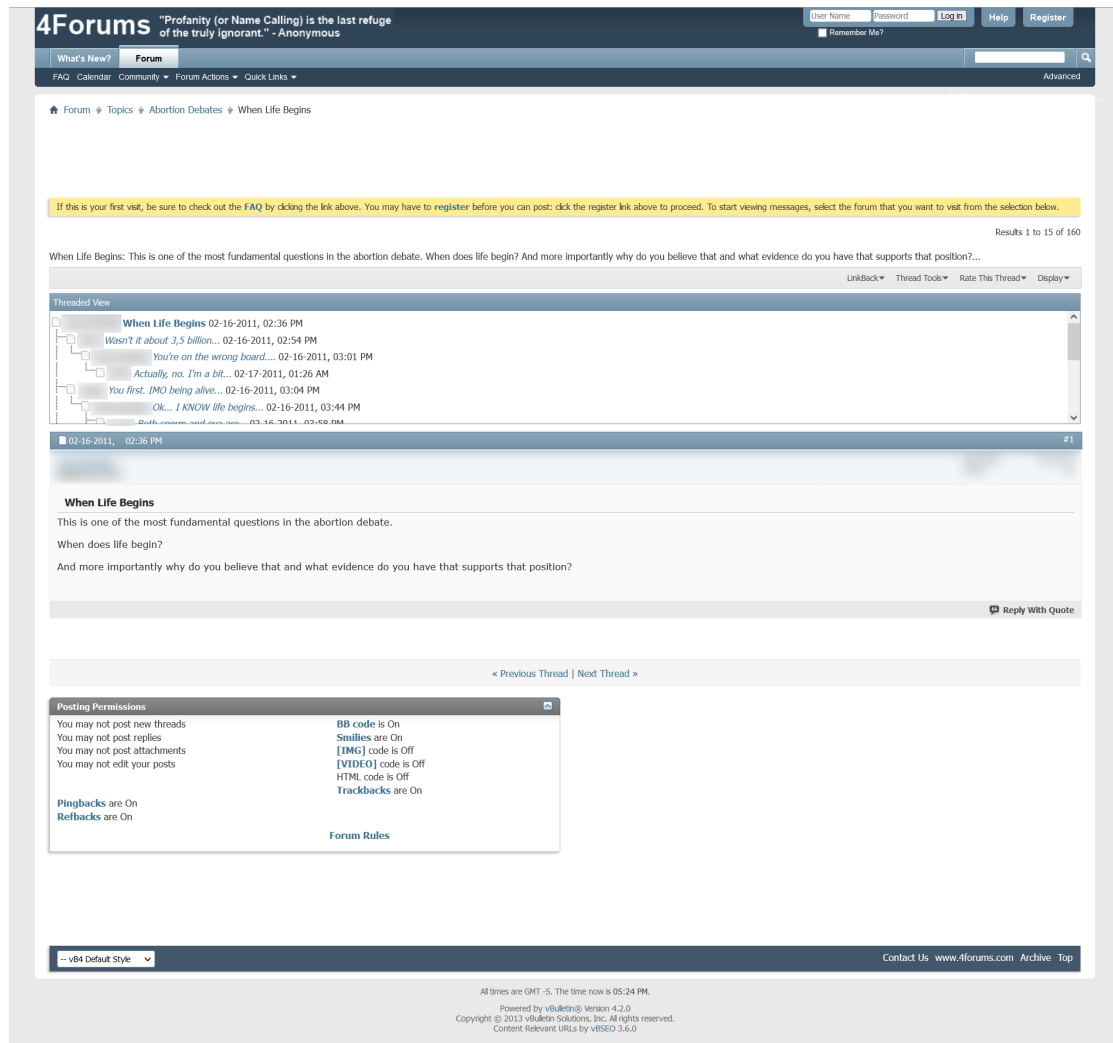 4Forums "Profanity (or Name Calling) is the last refuge
of the truly ignorant." - Anonymous
User Name Password Log in Help Register
Remember Me?
What's New? Forum
FAQ Calendar Community Forum Actions Quick Links Advanced
Forum Topics Abortion Debates When Life Begins
If this is your first visit, be sure to check out the FAQ by clicking the link above. You may have to register before you can post: click the register link above to proceed. To start viewing messages, select the forum that you want to visit from the selection below.
Results 1 to 15 of 160
When Life Begins: This is one of the most fundamental questions in the abortion debate. When does life begin? And more importantly why do you believe that and what evidence do you have that supports that position?...
LinkBack Thread Tools Rate This Thread Display
Threaded View
When Life Begins 02-16-2011, 02:36 PM
Wasn't it about 3,5 billion... 02-16-2011, 02:54 PM
You're on the wrong board.... 02-16-2011, 03:01 PM
Actually, no. I'm a bit... 02-17-2011, 01:26 AM
You first. IMO being alive... 02-16-2011, 03:04 PM
Ok... I KNOW life begins... 02-16-2011, 03:44 PM
Both sperm and ova are... 02-16-2011, 03:58 PM
02-16-2011, 02:36 PM #1
When Life Begins
This is one of the most fundamental questions in the abortion debate.
When does life begin?
And more importantly why do you believe that and what evidence do you have that supports that position?
Reply With Quote
« Previous Thread | Next Thread »
Posting Permissions
You may not post new threads
You may not post replies
You may not post attachments
You may not edit your posts
BB code is On
Smilies are On
[IMG] code is Off
[VIDEO] code is Off
HTML code is Off
Trackbacks are On
Pingbacks are On
Refbacks are On
Forum Rules
-- vB4 Default Style
Contact Us www.4forums.com Archive Top
All times are GMT -5. The time now is 05:24 PM.
Powered by vBulletin® Version 4.2.0
Copyright © 2013 vBulletin Solutions, Inc. All rights reserved.
Content Relevant URLs by vBSEO 3.6.0